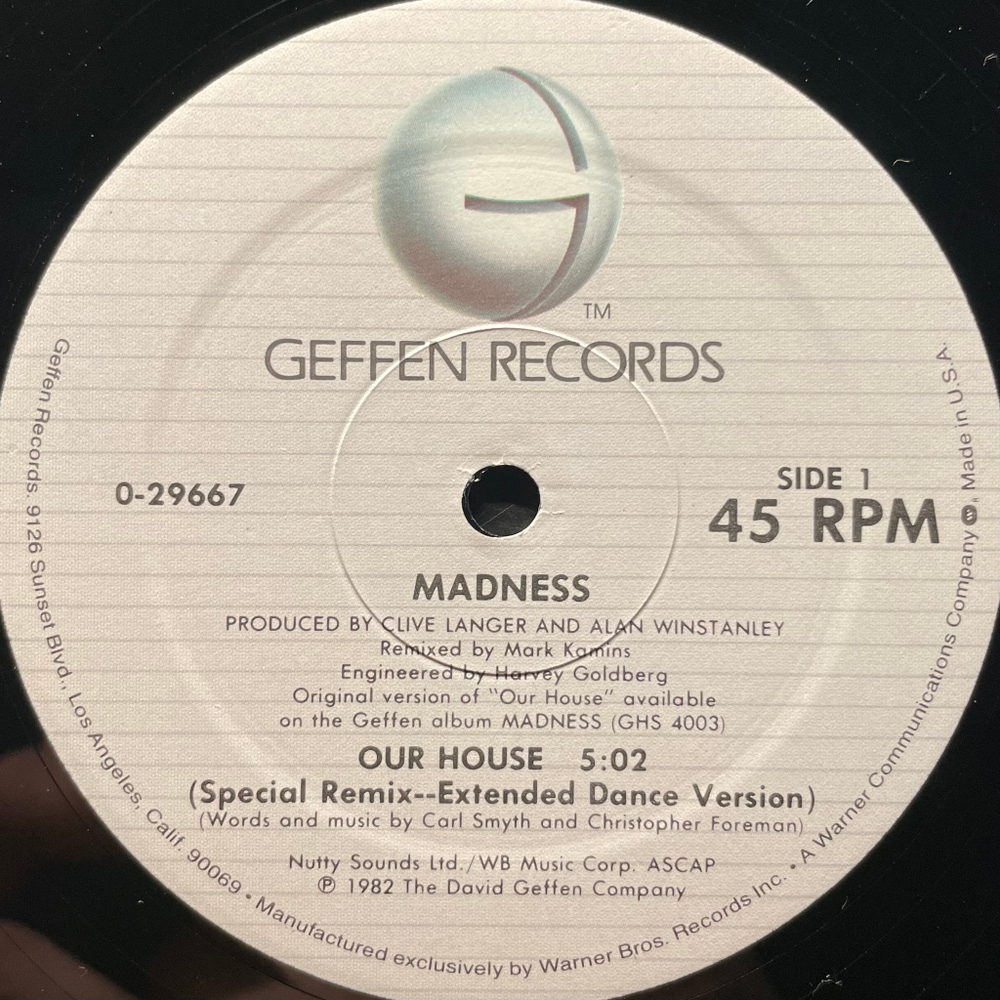 TM
GEFFEN RECORDS
0-29667
SIDE 1
45 RPM
MADNESS
PRODUCED BY CLIVE LANGER AND ALAN WINSTANLEY
Remixed by Mark Kamins
Engineered by Harvey Goldberg
Original version of "Our House" available
on the Geffen album MADNESS (GHS 4003)
OUR HOUSE 5:02
(Special Remix--Extended Dance Version)
(Words and music by Carl Smyth and Christopher Foreman)
Nutty Sounds Ltd./WB Music Corp. ASCAP
℗ 1982 The David Geffen Company
Geffen Records. 9126 Sunset Blvd., Los Angeles, Calif. 90069 • Manufactured exclusively by Warner Bros. Records Inc. • A Warner Communications Company. Made in U.S.A.